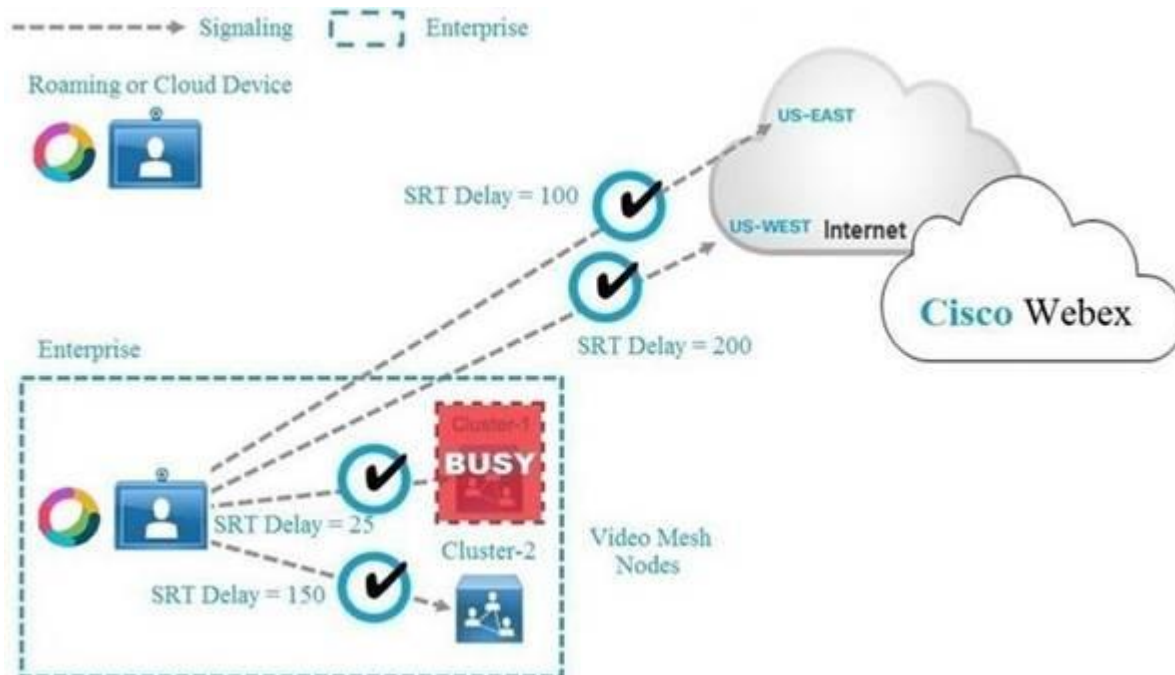 Signaling
Enterprise
Roaming or Cloud Device
US-EAST
SRT Delay = 100
US-WEST Internet
Cisco Webex
SRT Delay = 200
Enterprise
Cluster-1
BUSY
SRT Delay = 25
Cluster-2
Video Mesh
Nodes
SRT Delay = 150